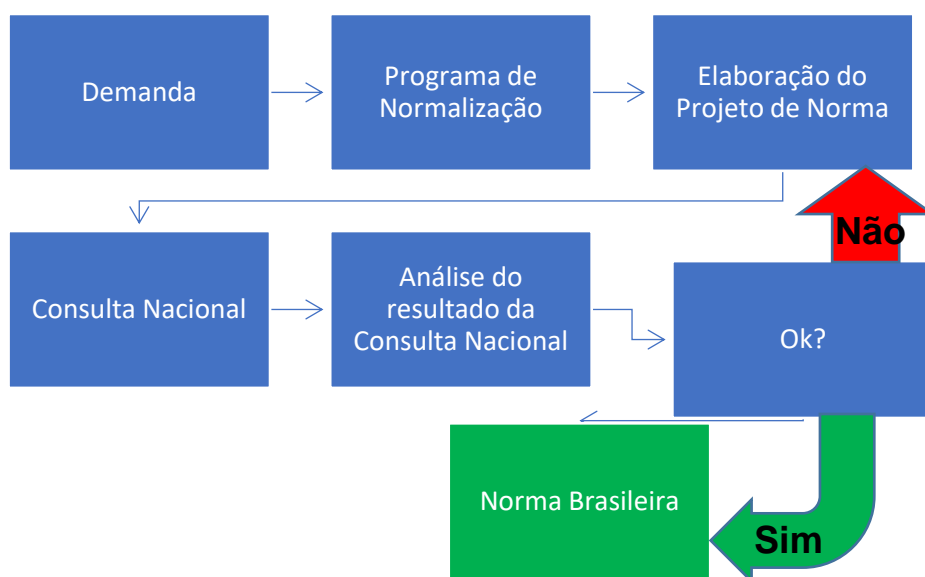 Demanda
Programa de
Normalização
Elaboração do
Projeto de Norma
Não
Consulta Nacional
Análise do
resultado da
Consulta Nacional
Ok?
Norma Brasileira
Sim